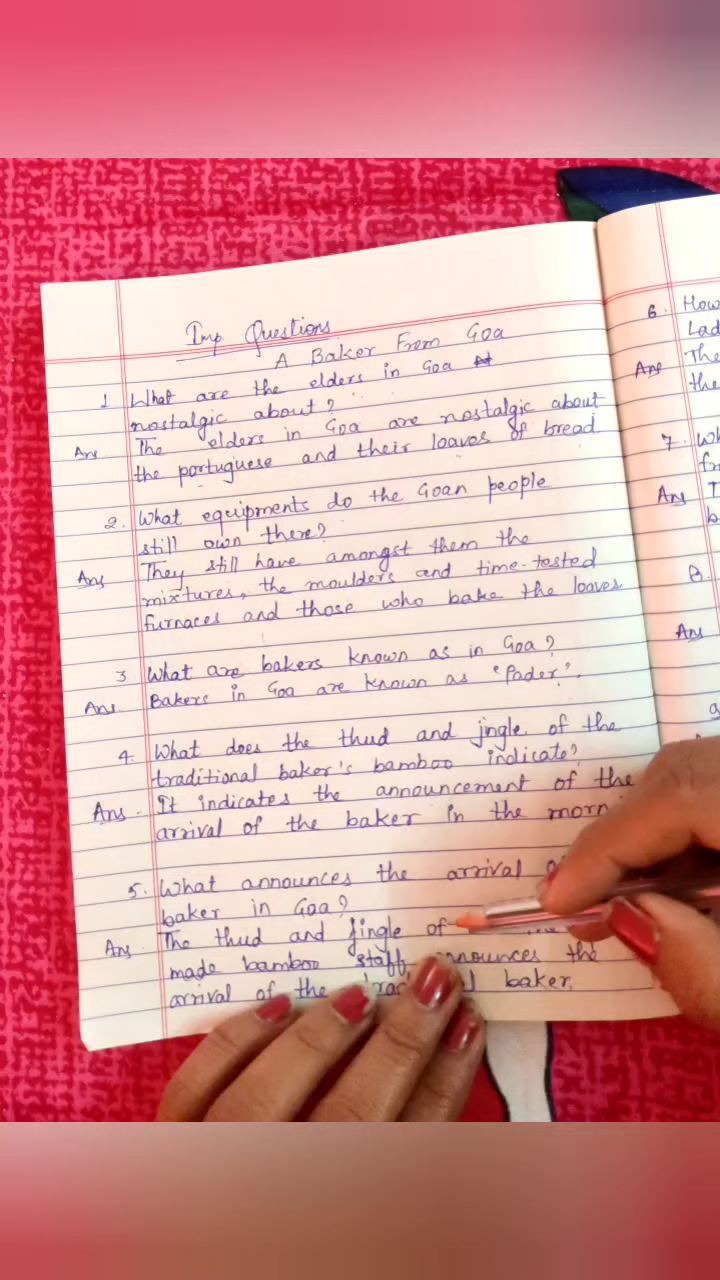 Imp. Questions
A Baker From Goa
1 What are the elders in Goa
nostalgic about?
Ans The elders in Goa are nostalgic about
the portuguese and their loaves of bread
2. What equipments do the Goan people
still own there?
Ans They still have amongst them the
mixtures, the moulders and time-tested
furnaces and those who bake the loaves
3 What are bakers known as in Goa?
Ans Bakers in Goa are known as "Pader".
4. What does the thud and jingle of the
traditional baker's bamboo indicate?
Ans. It indicates the announcement of the
arrival of the baker in the morni
5. What announces the arrival
baker in Goa?
Ans The thud and jingle of
made bamboo staff announces the
arrival of the baker.
6. How
Lad
Ans The
the
7. Wh
fr
Ans T
b
8.
Ans